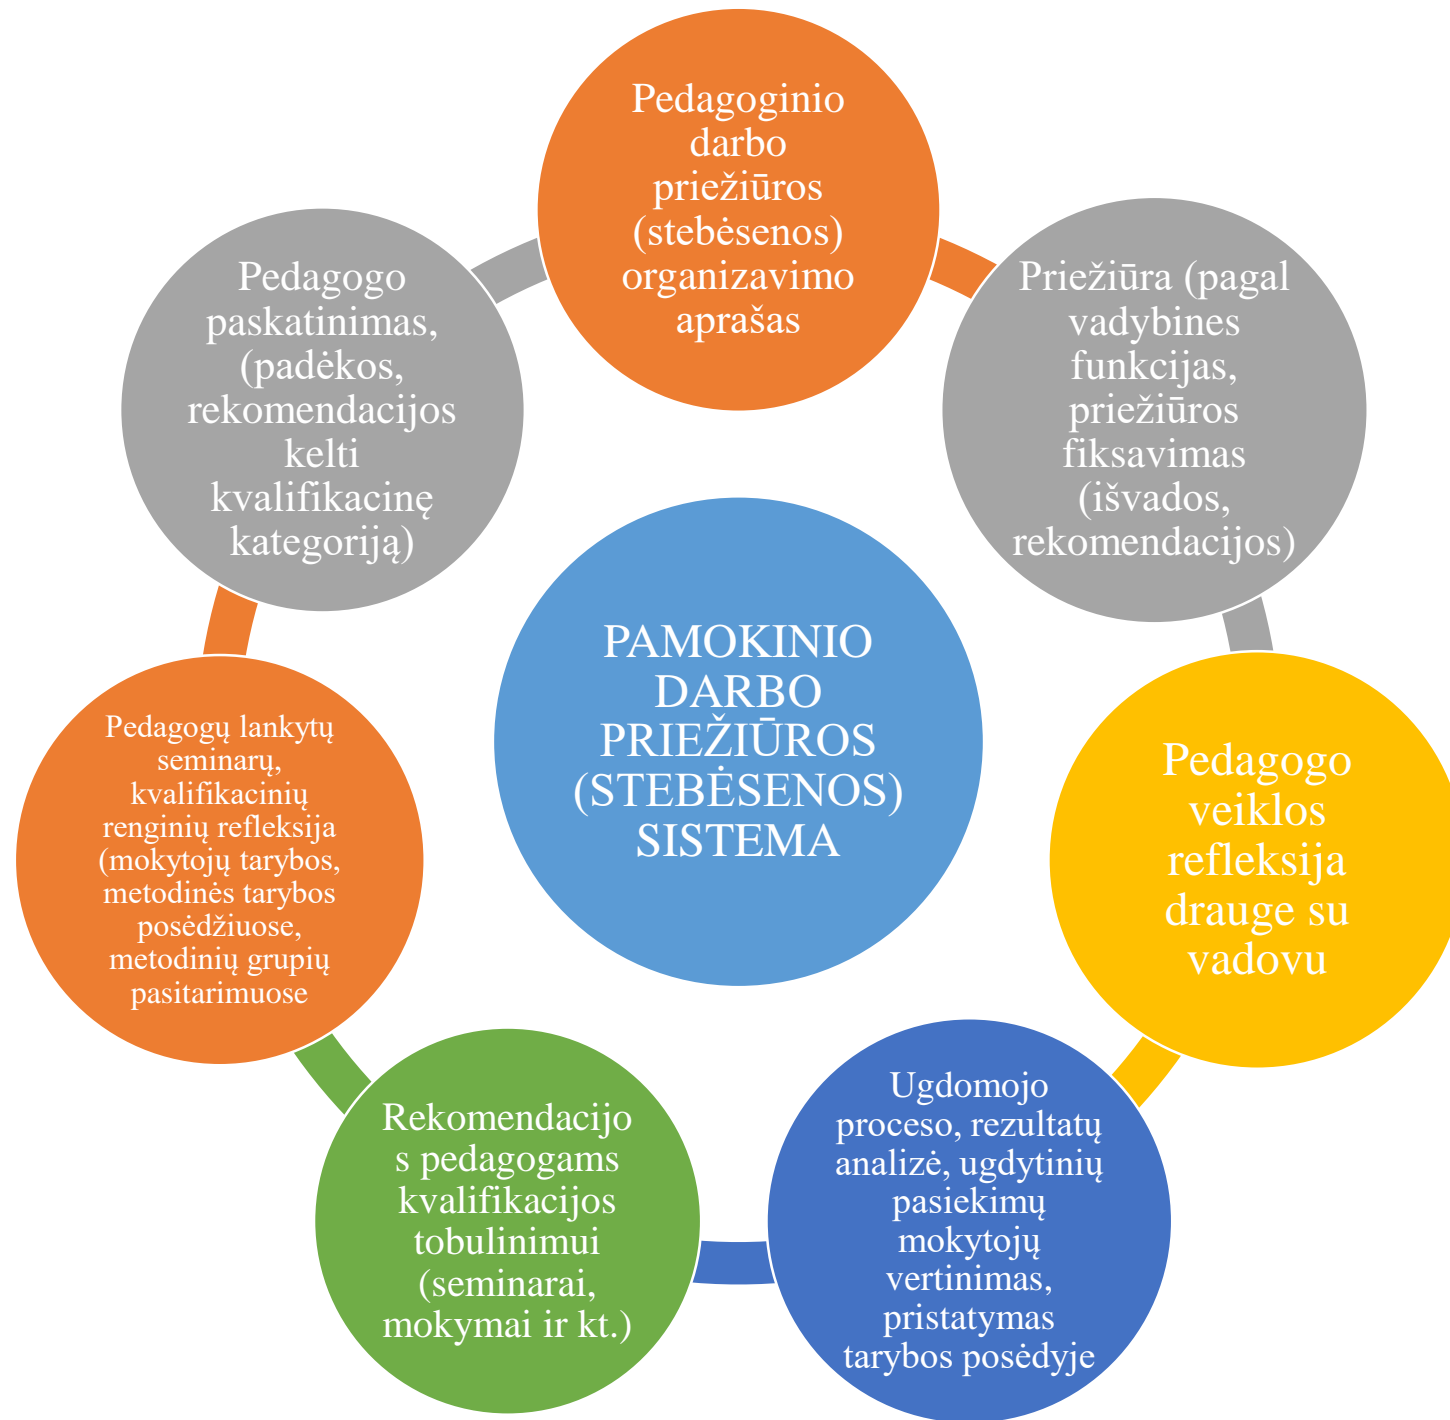 Pedagoginio
darbo
priežiūros
(stebėsenos)
organizavimo
aprašas
Priežiūra (pagal
vadybines
funkcijas,
priežiūros
fiksavimas
(išvados,
rekomendacijos)
Pedagogo
veiklos
refleksija
drauge su
vadovu
Ugdomojo
proceso, rezultatų
analizė, ugdytinių
pasiekimų
mokytojų
vertinimas,
pristatymas
tarybos posėdyje
Rekomendacijo
s pedagogams
kvalifikacijos
tobulinimui
(seminarai,
mokymai ir kt.)
Pedagogų lankytų
seminarų,
kvalifikacinių
renginių refleksija
(mokytojų tarybos,
metodinės tarybos
posėdžiuose,
metodinių grupių
pasitarimuose
Pedagogo
paskatinimas,
(padėkos,
rekomendacijos
kelti
kvalifikacinę
kategoriją)
PAMOKINIO
DARBO
PRIEŽIŪROS
(STEBĖSENOS)
SISTEMA